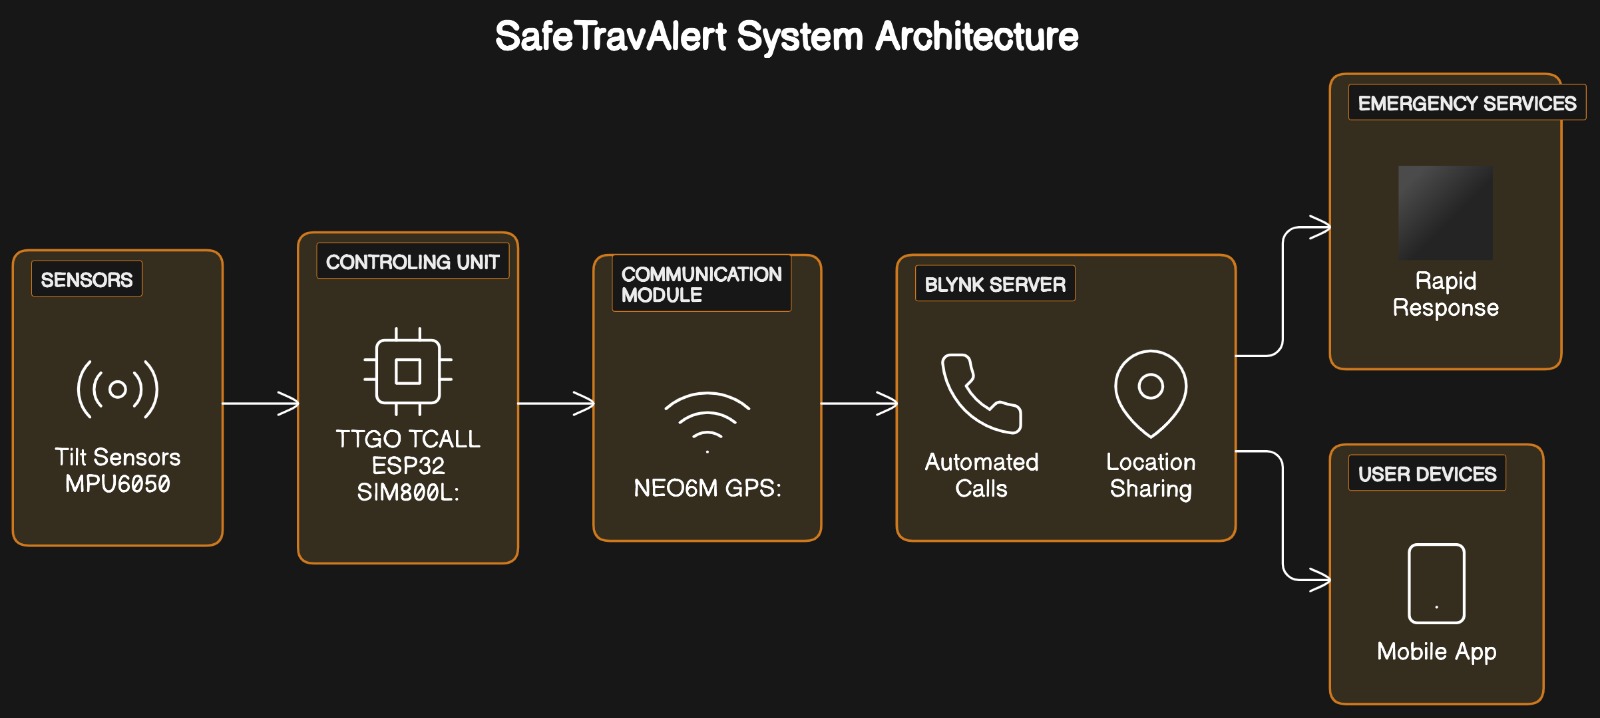 SafeTravAlert System Architecture
SENSORS
Tilt Sensors
MPU6050
CONTROLING UNIT
TTGO TCALL
ESP32
SIM800L:
COMMUNICATION
MODULE
NEO6M GPS:
BLYNK SERVER
Automated
Calls
Location
Sharing
EMERGENCY SERVICES
Rapid
Response
USER DEVICES
Mobile App